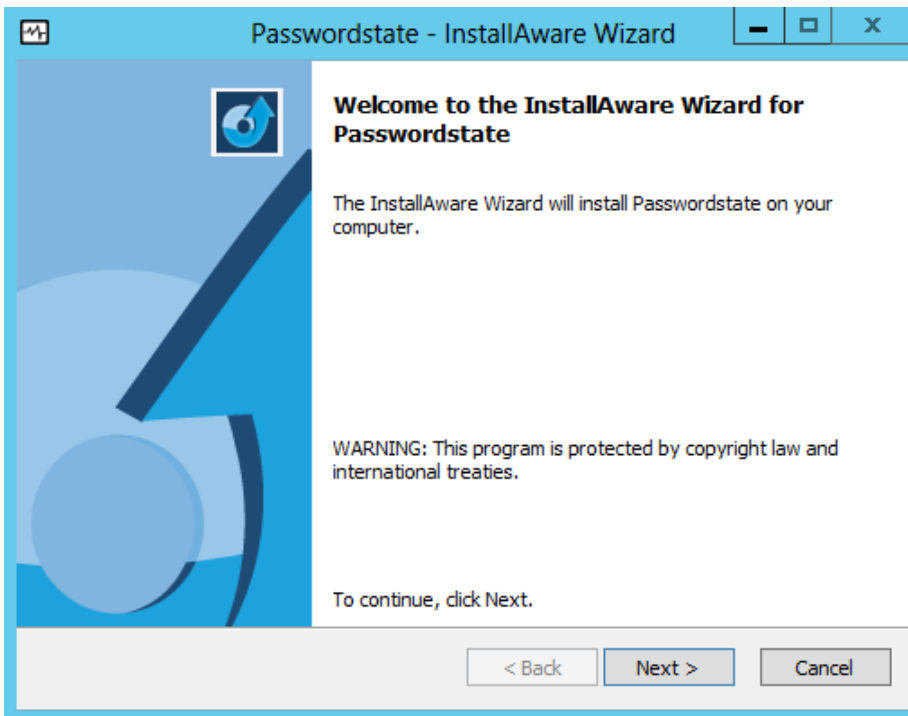 Passwordstate - InstallAware Wizard
Welcome to the InstallAware Wizard for
Passwordstate
The InstallAware Wizard will install Passwordstate on your
computer.
WARNING: This program is protected by copyright law and
international treaties.
To continue, click Next.
< Back
Next >
Cancel